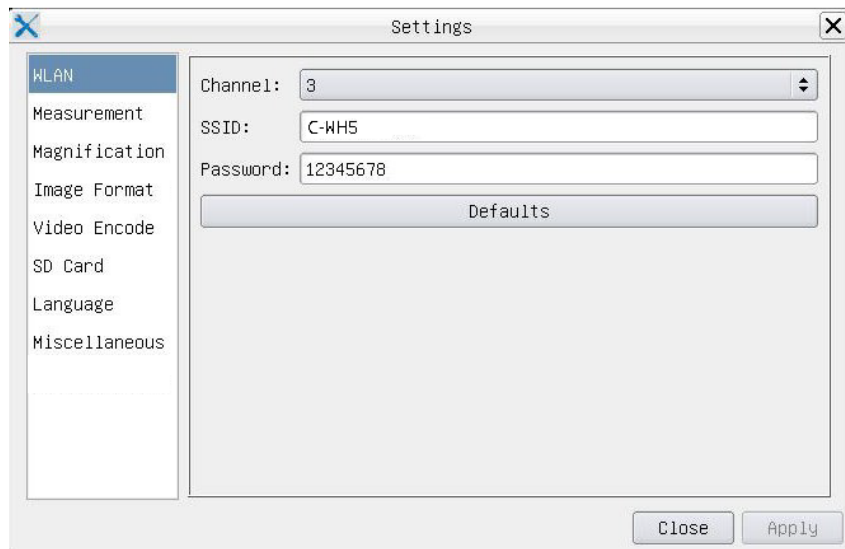 Settings
WLAN
Measurement
Magnification
Image Format
Video Encode
SD Card
Language
Miscellaneous
Channel: 3
SSID: C-WH5
Password: 12345678
Defaults
Close
Apply